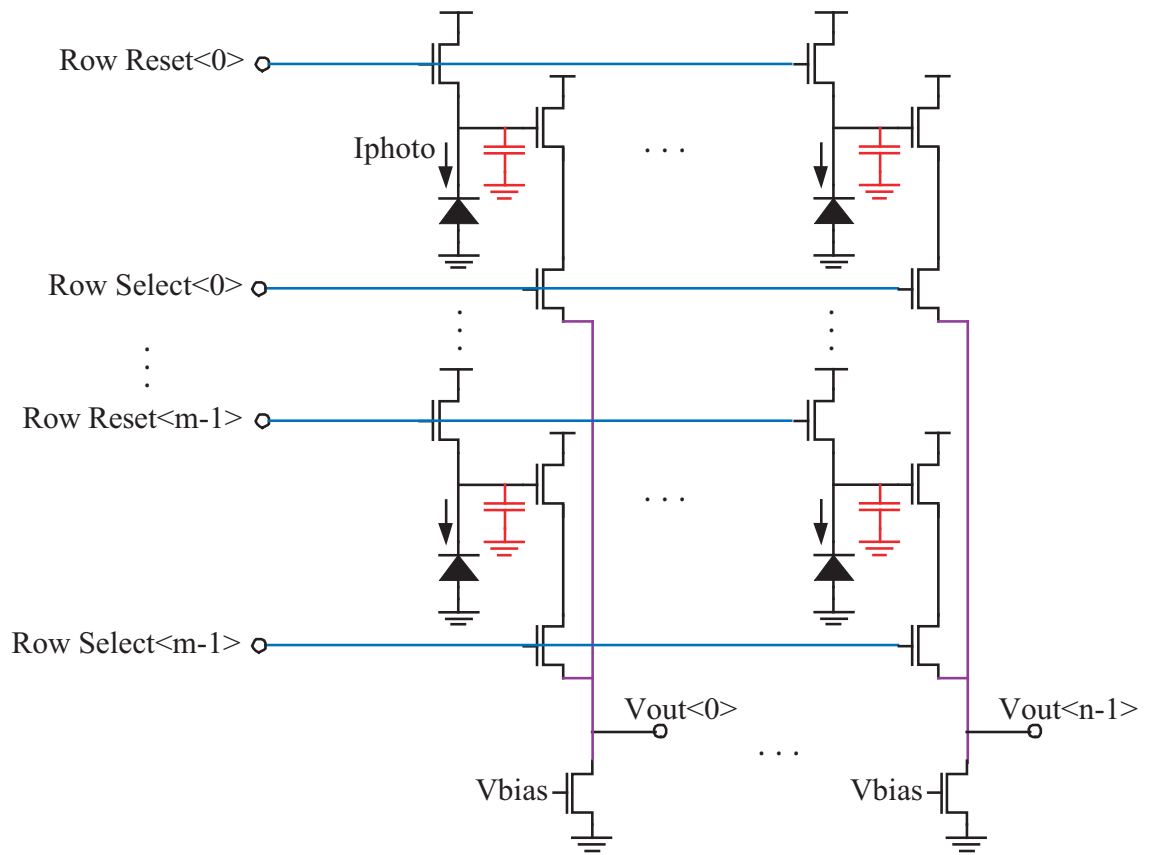 Row Reset<0>
Iphoto
. . .
Row Select<0>
Row Reset<m-1>
. . .
Row Select<m-1>
Vout<0>
Vout<n-1>
. . .
Vbias
Vbias